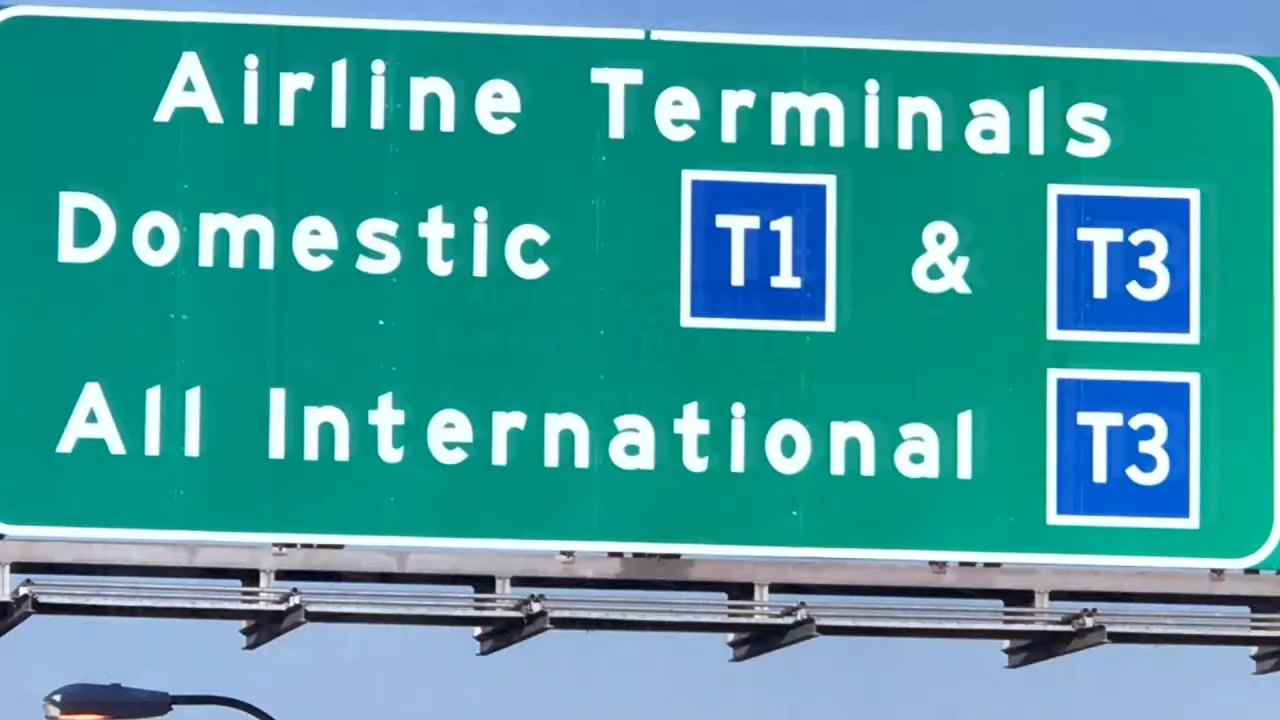 Airline Terminals
Domestic T1 & T3
All International T3